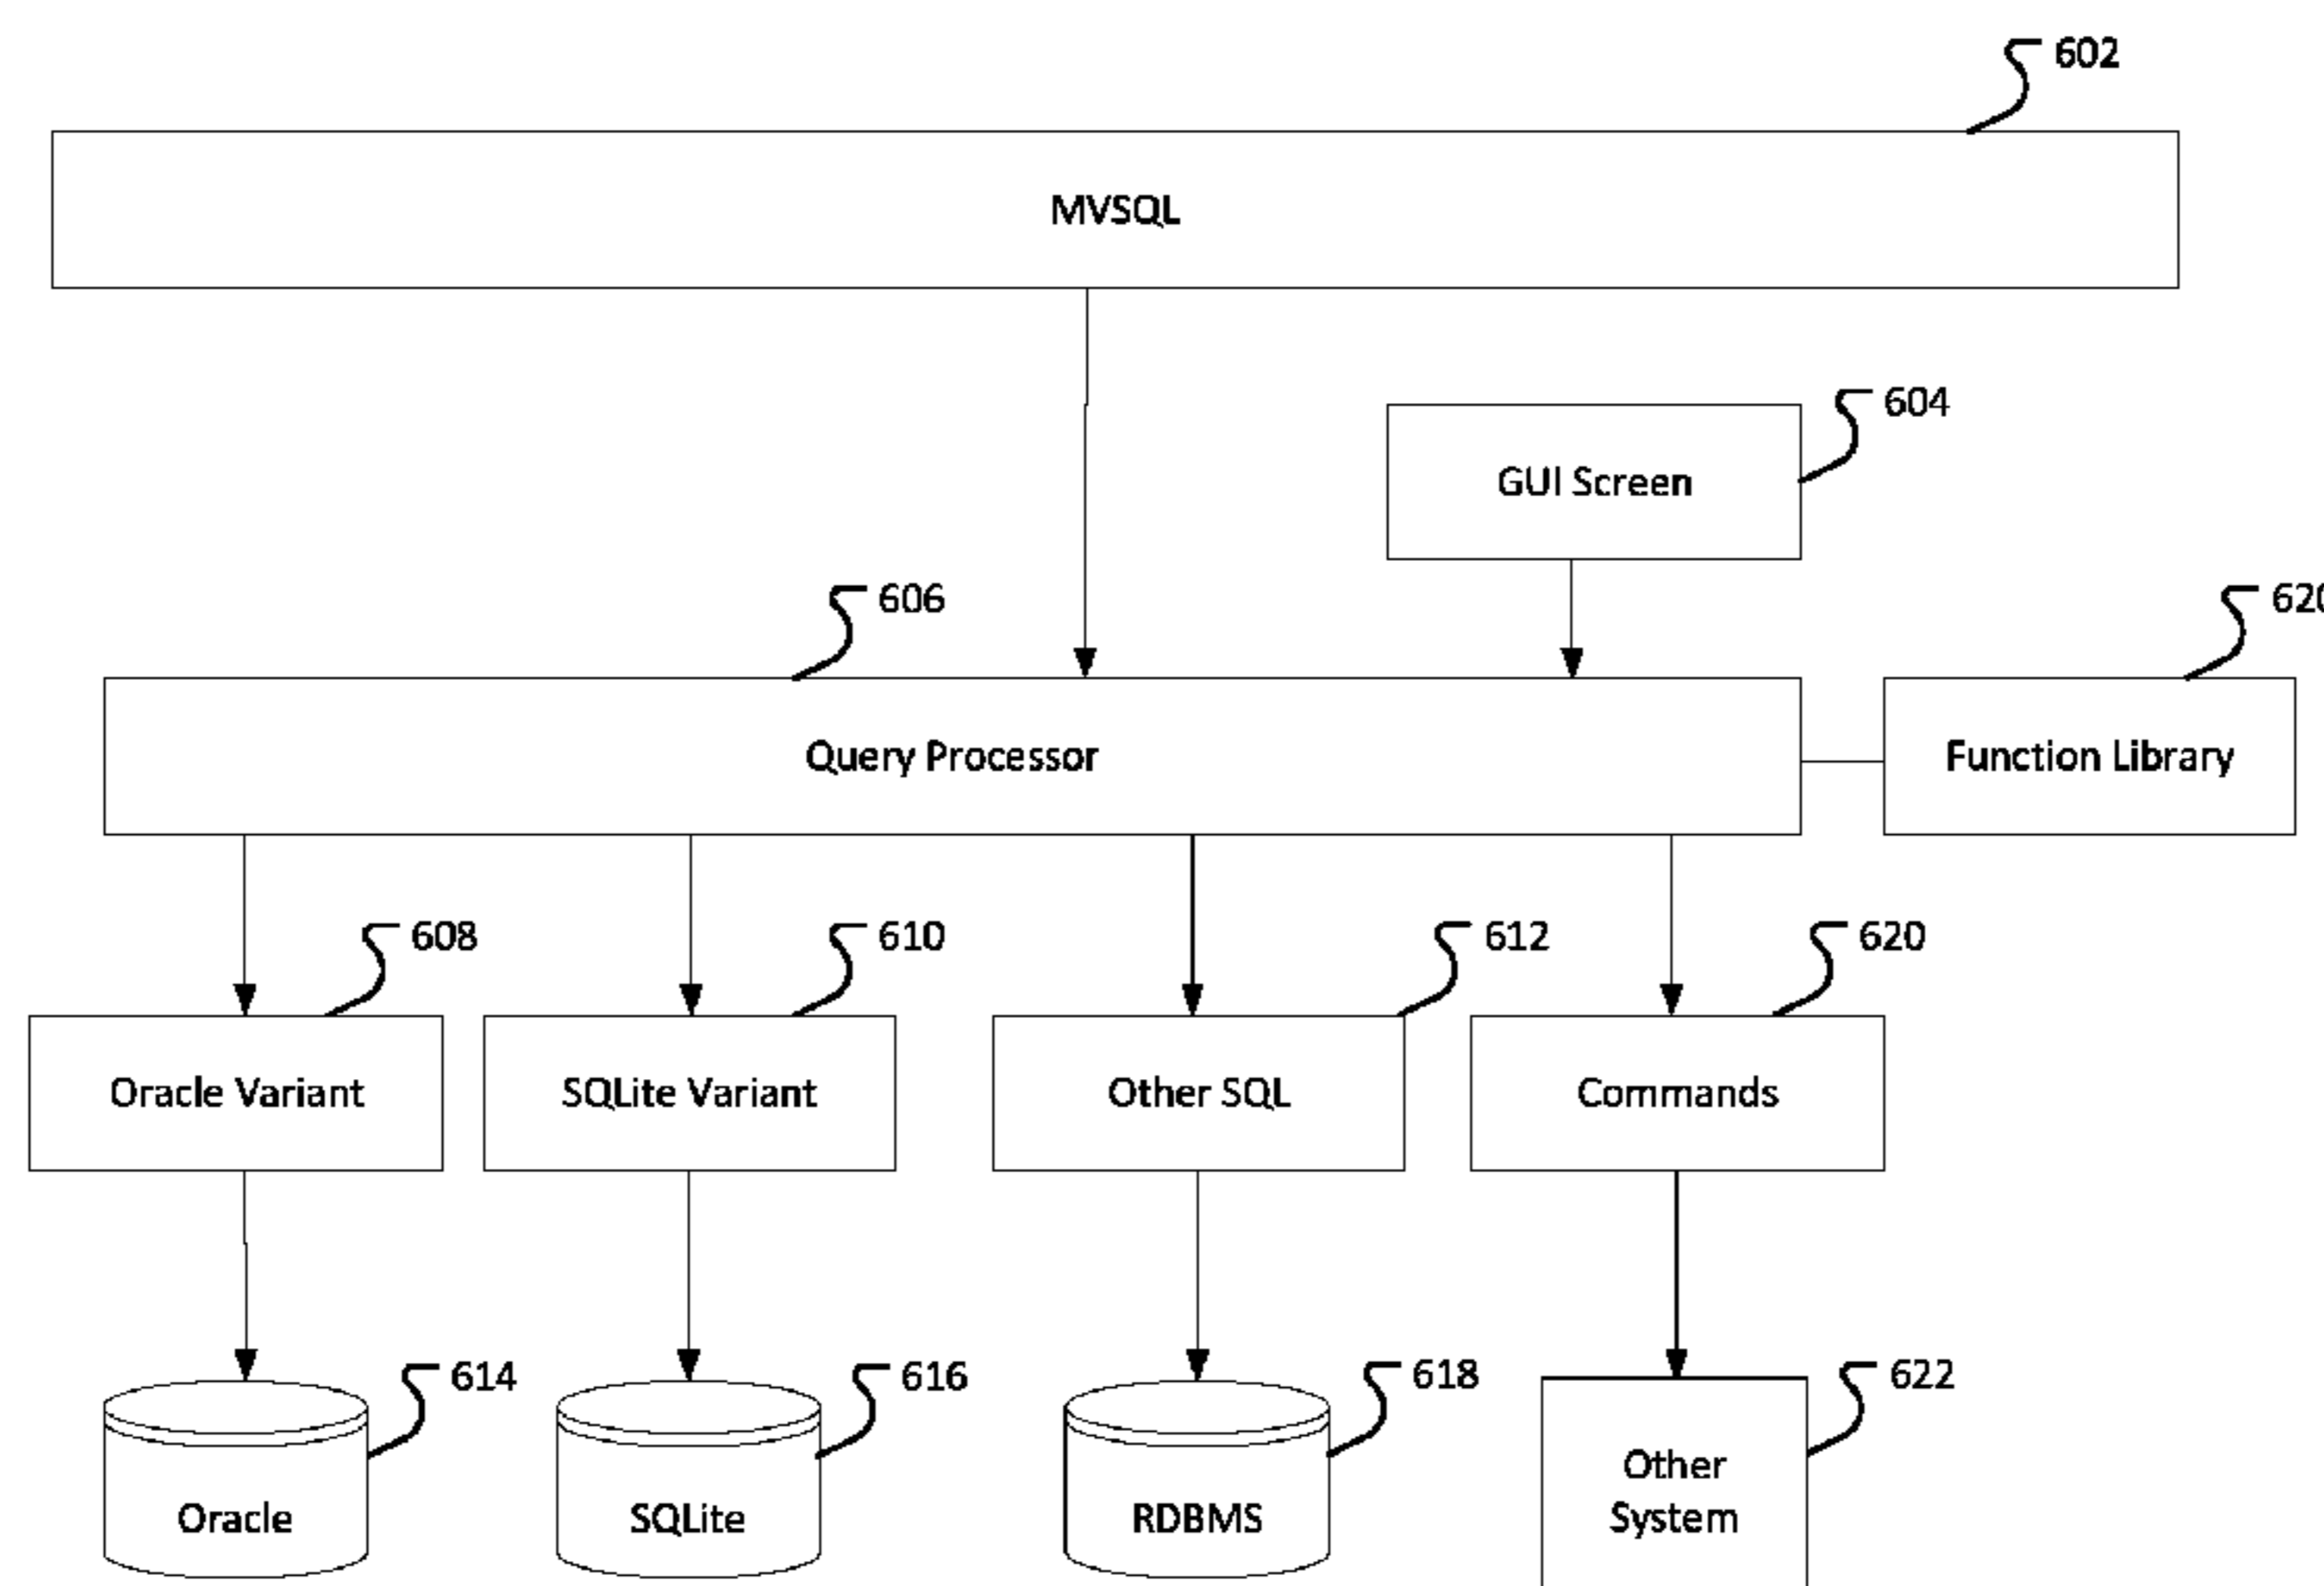 602
MVSQL
604
GUI Screen
606
620
Query Processor
Function Library
608
610
612
620
Oracle Variant
SQLite Variant
Other SQL
Commands
614
616
618
622
Oracle
SQLite
RDBMS
Other
System